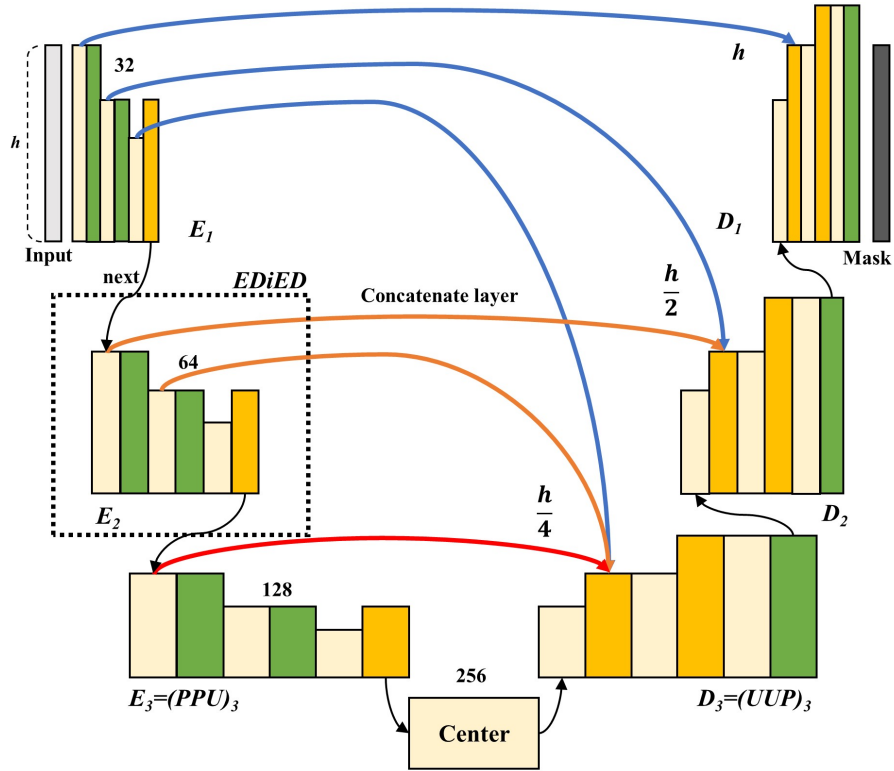 32
h
h
E₁
D₁
Input
Mask
next
EDiED
Concatenate layer
h/2
64
E₂
h/4
D₂
128
256
E₃=(PPU)₃
D₃=(UUP)₃
Center